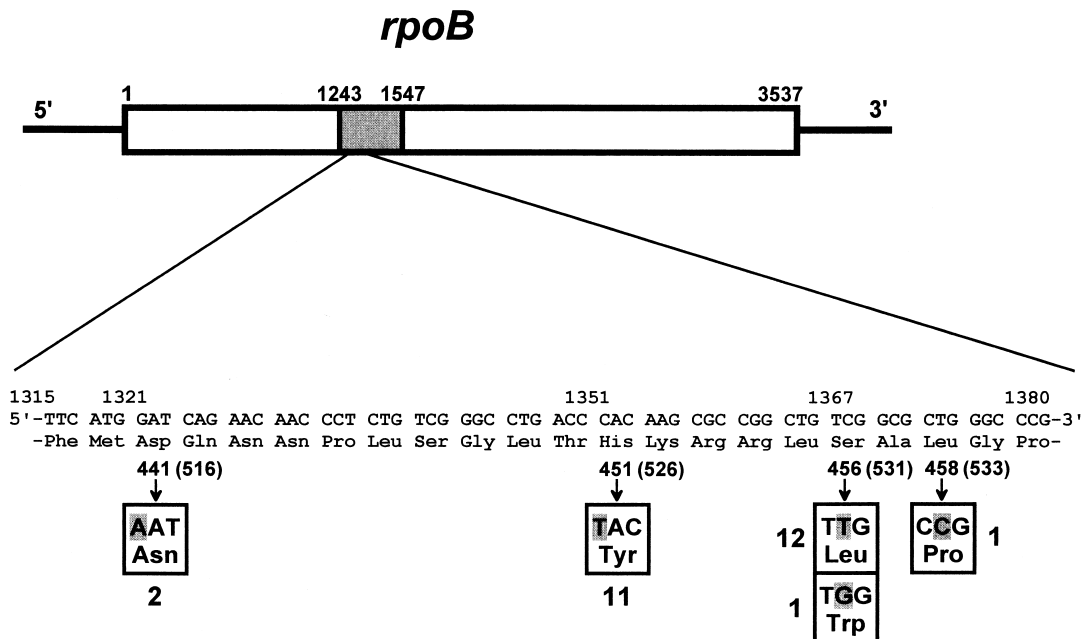 rpoB
5' 1 1243 1547 3537 3'
1315 1321 1351 1367 1380
5'-TTC ATG GAT CAG AAC AAC CCT CTG TCG GGC CTG ACC CAC AAG CGC CGG CTG TCG GCG CTG GGC CCG-3'
-Phe Met Asp Gln Asn Asn Pro Leu Ser Gly Leu Thr His Lys Arg Arg Leu Ser Ala Leu Gly Pro-
441 (516) 451 (526) 456 (531) 458 (533)
AAT TAC 12 TTG CCG 1
Asn Tyr Leu Pro
2 11 1 TGG
Trp